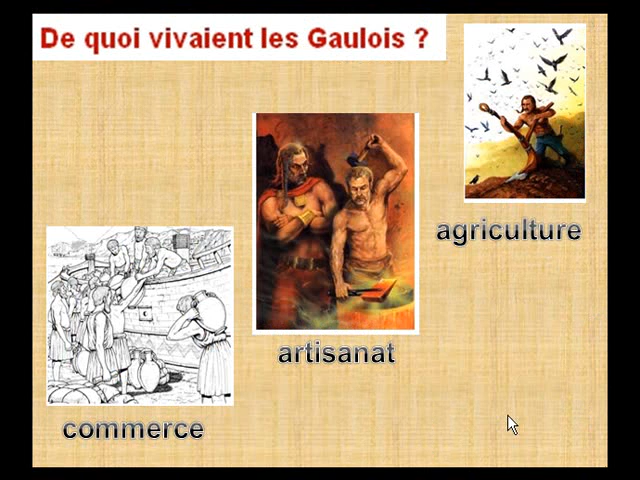 De quoi vivaient les Gaulois ?
agriculture
artisanat
commerce